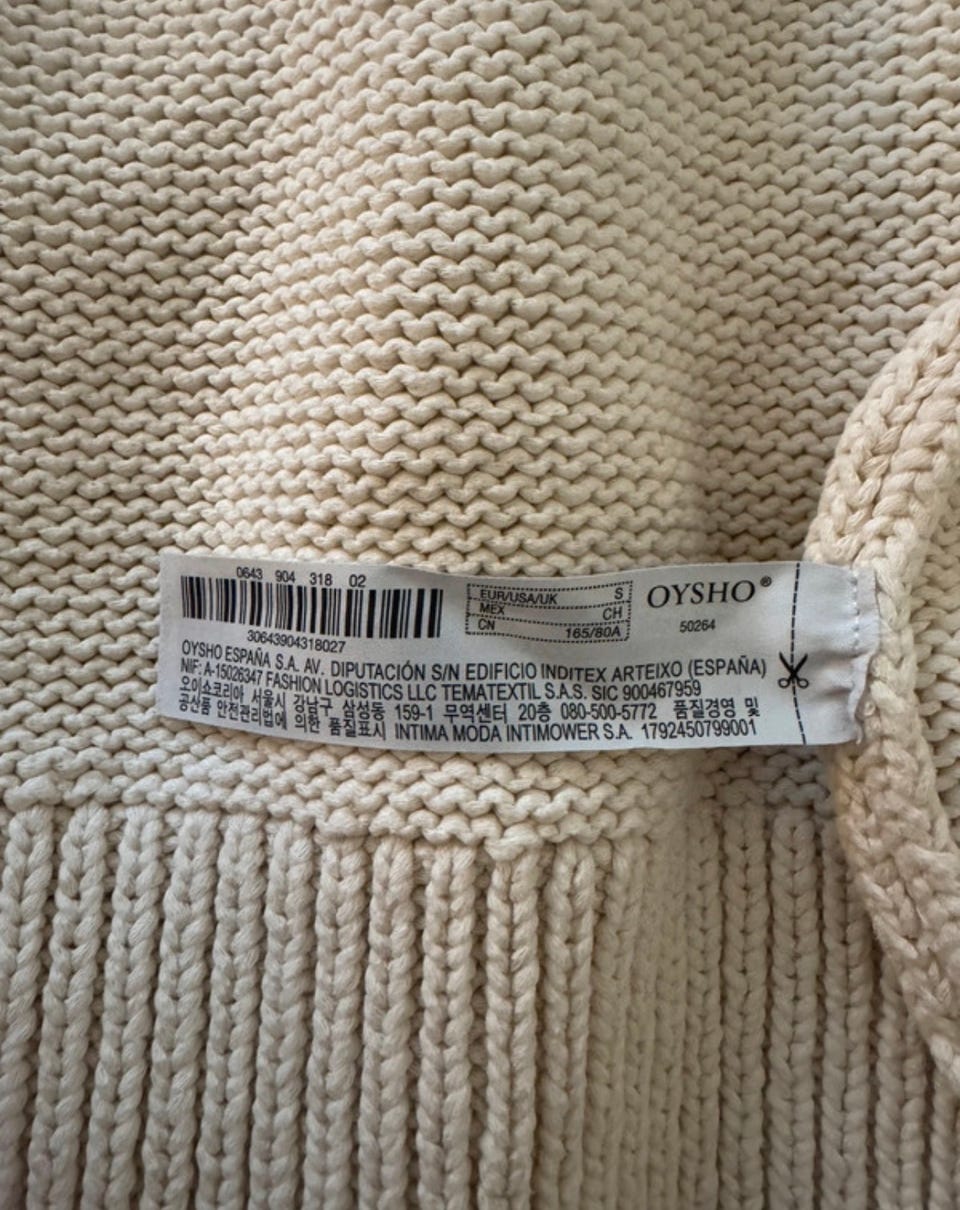 0643 904 318 02
30643904318027
EUR/USA/UK S
MEX CH
CN 165/80A
OYSHO®
50264
OYSHO ESPAÑA S.A. AV. DIPUTACIÓN S/N EDIFICIO INDITEX ARTEIXO (ESPAÑA)
NIF: A-15026347 FASHION LOGISTICS LLC TEMATEXTIL S.A.S. SIC 900467959
오이쇼코리아 서울시 강남구 삼성동 159-1 무역센터 20층 080-500-5772 품질경영 및
공산품 안전관리법에 의한 품질표시 INTIMA MODA INTIMOWER S.A. 1792450799001